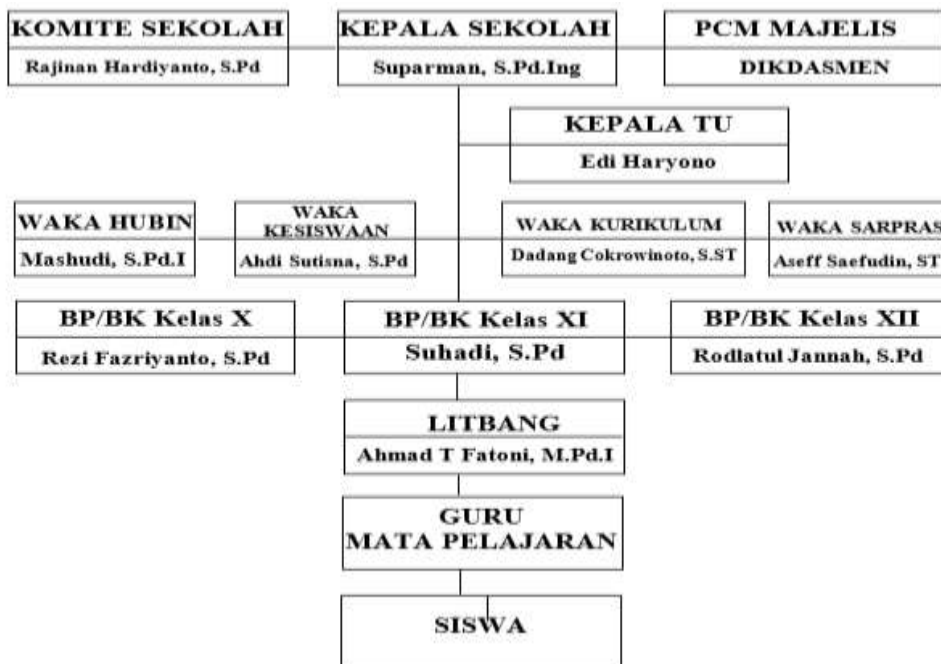 KOMITE SEKOLAH
Rajinan Hardiyanto, S.Pd
KEPALA SEKOLAH
Suparman, S.Pd.Ing
PCM MAJELIS
DIKDASMEN
KEPALA TU
Edi Haryono
WAKA HUBIN
Mashudi, S.Pd.I
WAKA
KESISWAAN
Ahdi Sutisna, S.Pd
WAKA KURIKULUM
Dadang Cokrowinoto, S.ST
WAKA SARPRAS
Aseff Saefudin, ST
BP/BK Kelas X
Rezi Fazriyanto, S.Pd
BP/BK Kelas XI
Suhadi, S.Pd
BP/BK Kelas XII
Rodlatul Jannah, S.Pd
LITBANG
Ahmad T Fatoni, M.Pd.I
GURU
MATA PELAJARAN
SISWA